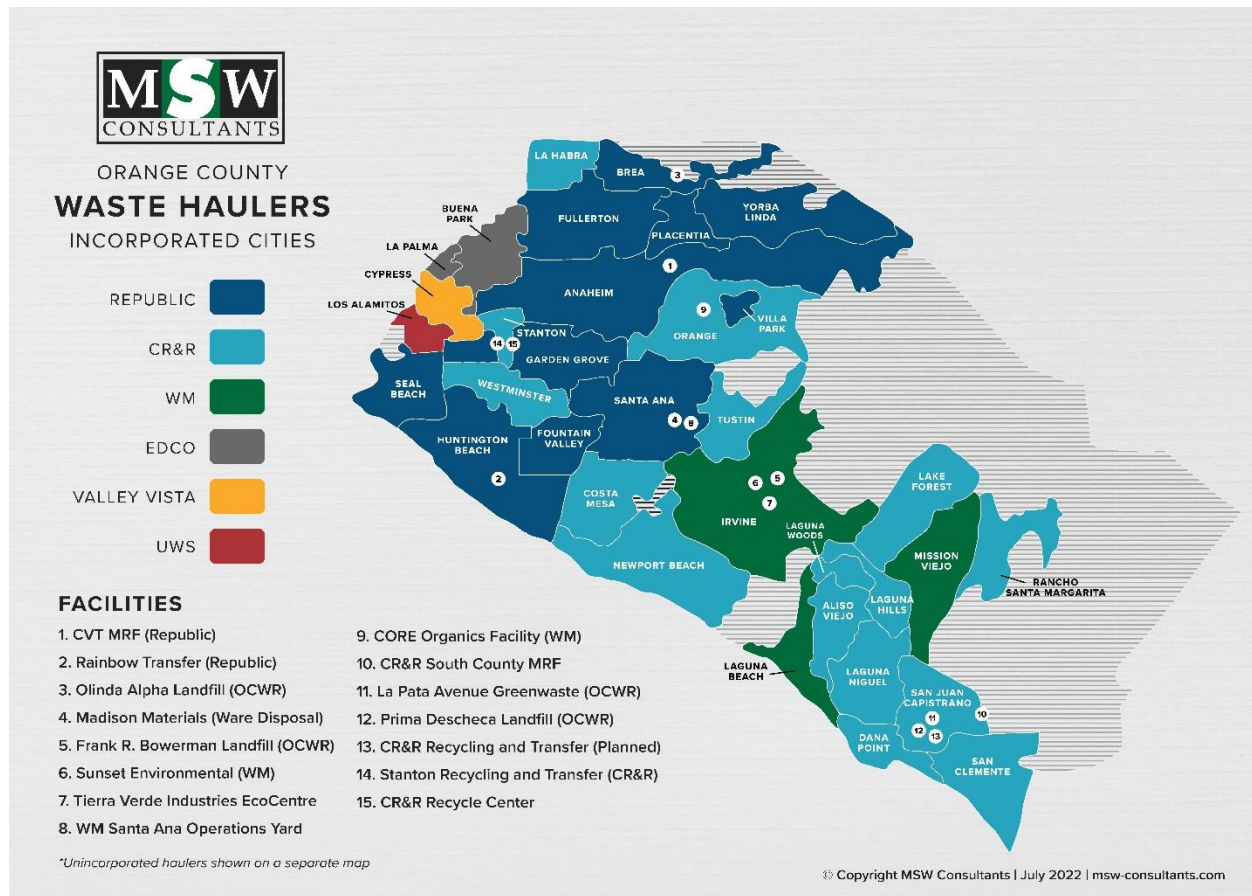 MSW
CONSULTANTS
ORANGE COUNTY
WASTE HAULERS
INCORPORATED CITIES
REPUBLIC
CR&R
WM
EDCO
VALLEY VISTA
UWS
LA HABRA
BREA
3
BUENA
PARK
FULLERTON
YORBA
LINDA
PLACENTIA
LA PALMA
CYPRESS
1
LOS ALAMITOS
ANAHEIM
9
VILLA
PARK
STANTON
ORANGE
14
15
GARDEN GROVE
SEAL
BEACH
WESTMINSTER
SANTA ANA
4
8
TUSTIN
HUNTINGTON
BEACH
FOUNTAIN
VALLEY
2
COSTA
MESA
6
5
7
IRVINE
LAKE
FOREST
LAGUNA
WOODS
MISSION
VIEJO
NEWPORT BEACH
RANCHO
SANTA MARGARITA
ALISO
VIEJO
LAGUNA
HILLS
LAGUNA
BEACH
LAGUNA
NIGUEL
SAN JUAN
CAPISTRANO
11
10
12
13
DANA
POINT
SAN
CLEMENTE
FACILITIES
1. CVT MRF (Republic)
2. Rainbow Transfer (Republic)
3. Olinda Alpha Landfill (OCWR)
4. Madison Materials (Ware Disposal)
5. Frank R. Bowerman Landfill (OCWR)
6. Sunset Environmental (WM)
7. Tierra Verde Industries EcoCentre
8. WM Santa Ana Operations Yard
9. CORE Organics Facility (WM)
10. CR&R South County MRF
11. La Pata Avenue Greenwaste (OCWR)
12. Prima Descheca Landfill (OCWR)
13. CR&R Recycling and Transfer (Planned)
14. Stanton Recycling and Transfer (CR&R)
15. CR&R Recycle Center
*Unincorporated haulers shown on a separate map
© Copyright MSW Consultants | July 2022 | msw-consultants.com